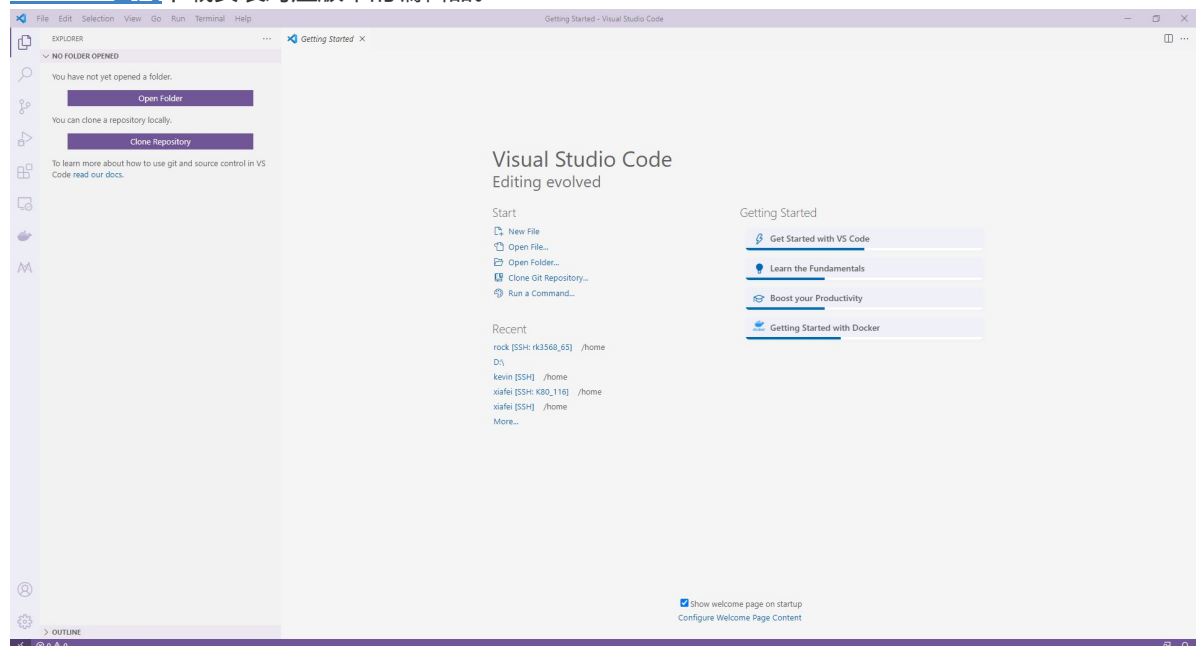 File Edit Selection View Go Run Terminal Help
Getting Started - Visual Studio Code
EXPLORER
Getting Started
NO FOLDER OPENED
You have not yet opened a folder.
Open Folder
You can clone a repository locally.
Clone Repository
To learn more about how to use git and source control in VS
Code read our docs.
Visual Studio Code
Editing evolved
Start
New File
Open File...
Open Folder...
Clone Git Repository...
Run a Command...
Recent
rock [SSH: rk3568_65] /home
D:\
kevin [SSH] /home
xiafei [SSH: K80_116] /home
xiafei [SSH] /home
More...
Getting Started
Get Started with VS Code
Learn the Fundamentals
Boost your Productivity
Getting Started with Docker
Show welcome page on startup
Configure Welcome Page Content
OUTLINE